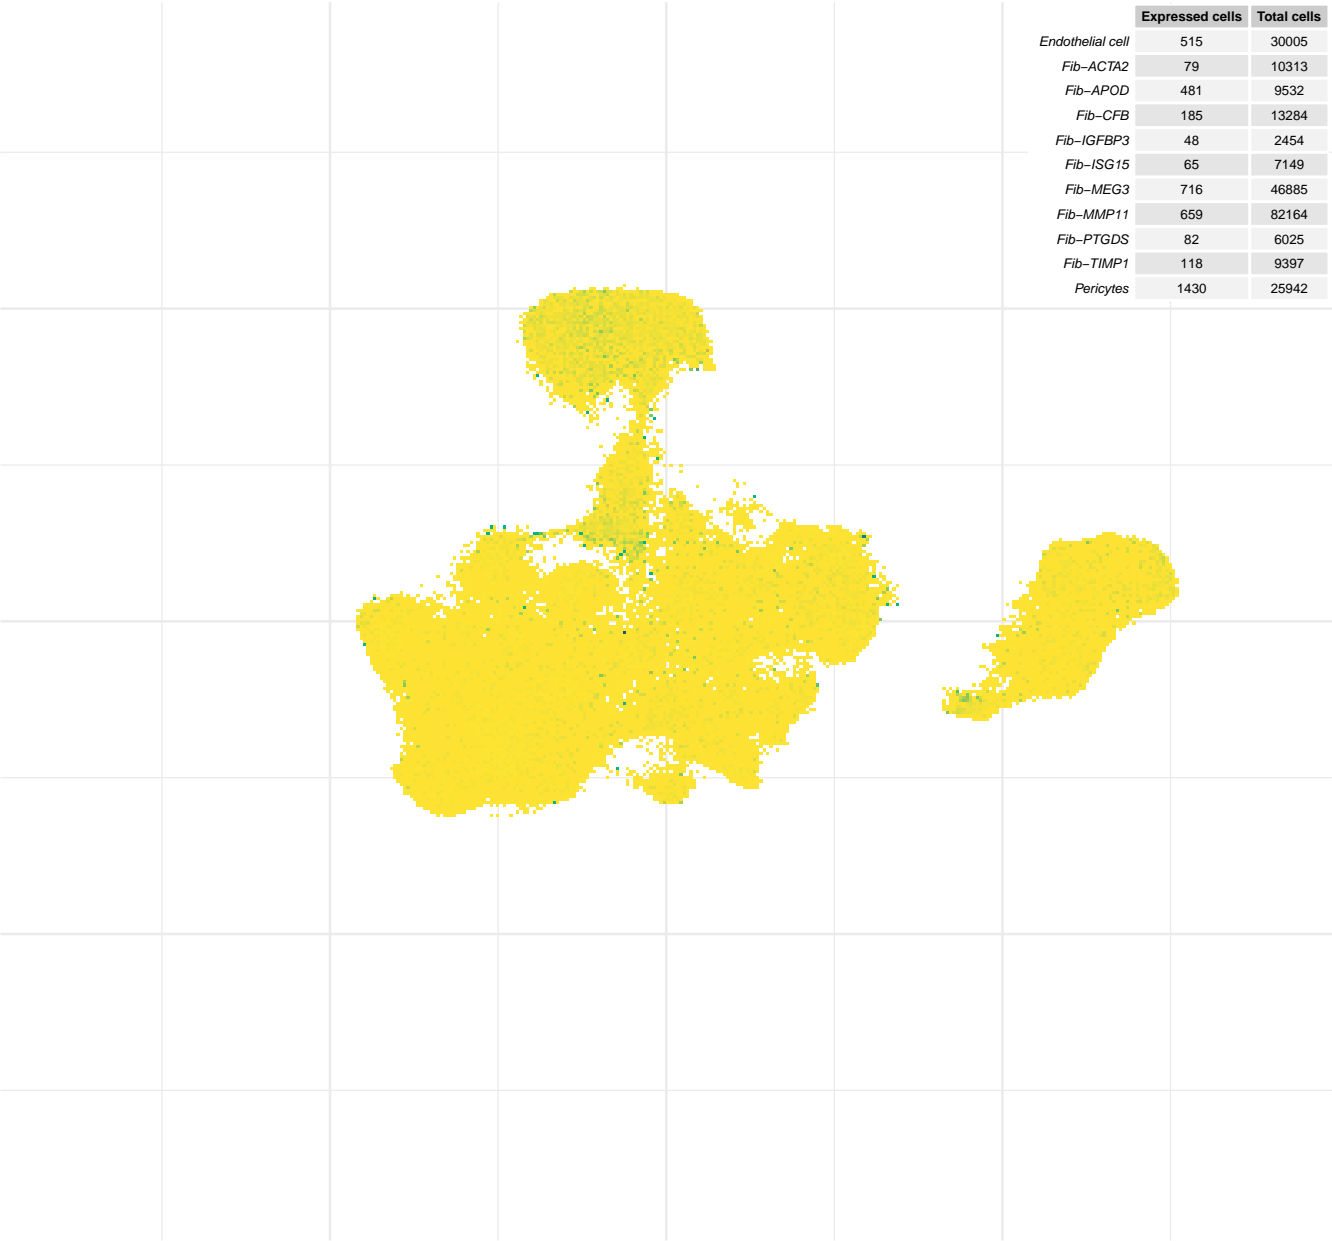 Expressed cells Total cells
Endothelial cell 515 30005
Fib−ACTA2 79 10313
Fib−APOD 481 9532
Fib−CFB 185 13284
Fib−IGFBP3 48 2454
Fib−ISG15 65 7149
Fib−MEG3 716 46885
Fib−MMP11 659 82164
Fib−PTGDS 82 6025
Fib−TIMP1 118 9397
Pericytes 1430 25942